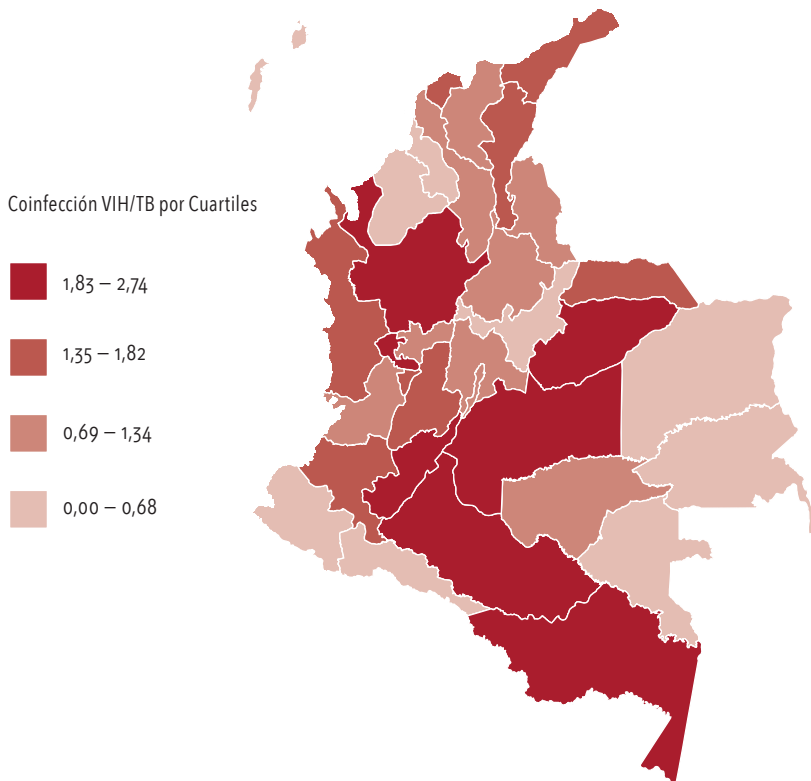 Coinfección VIH/TB por Cuartiles
1,83 – 2,74
1,35 – 1,82
0,69 – 1,34
0,00 – 0,68